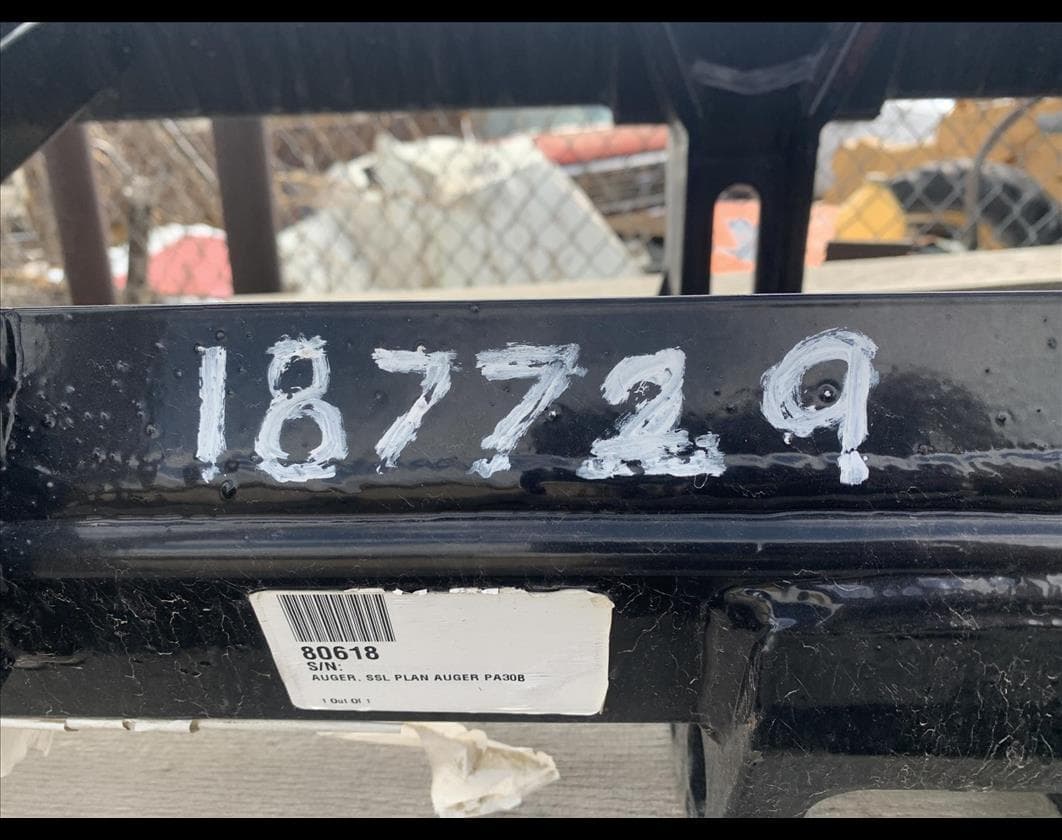 187729
80618
S/N:
AUGER, SSL PLAN AUGER PA30B
1 Out Of 1